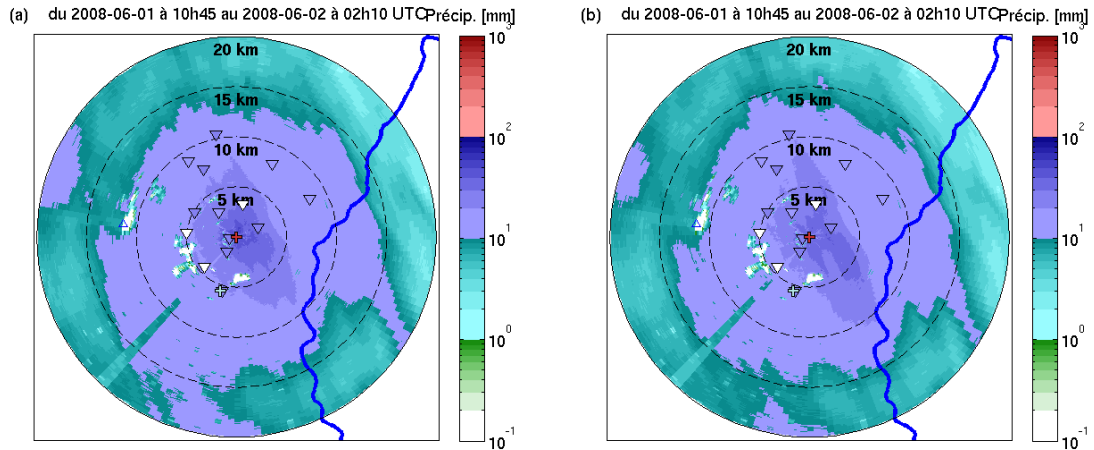 (a) du 2008-06-01 à 10h45 au 2008-06-02 à 02h10 UTC Précip. [mm]
20 km
15 km
10 km
5 km
10^3
10^2
10^1
10^0
10^-1
(b) du 2008-06-01 à 10h45 au 2008-06-02 à 02h10 UTC Précip. [mm]
20 km
15 km
10 km
5 km
10^3
10^2
10^1
10^0
10^-1